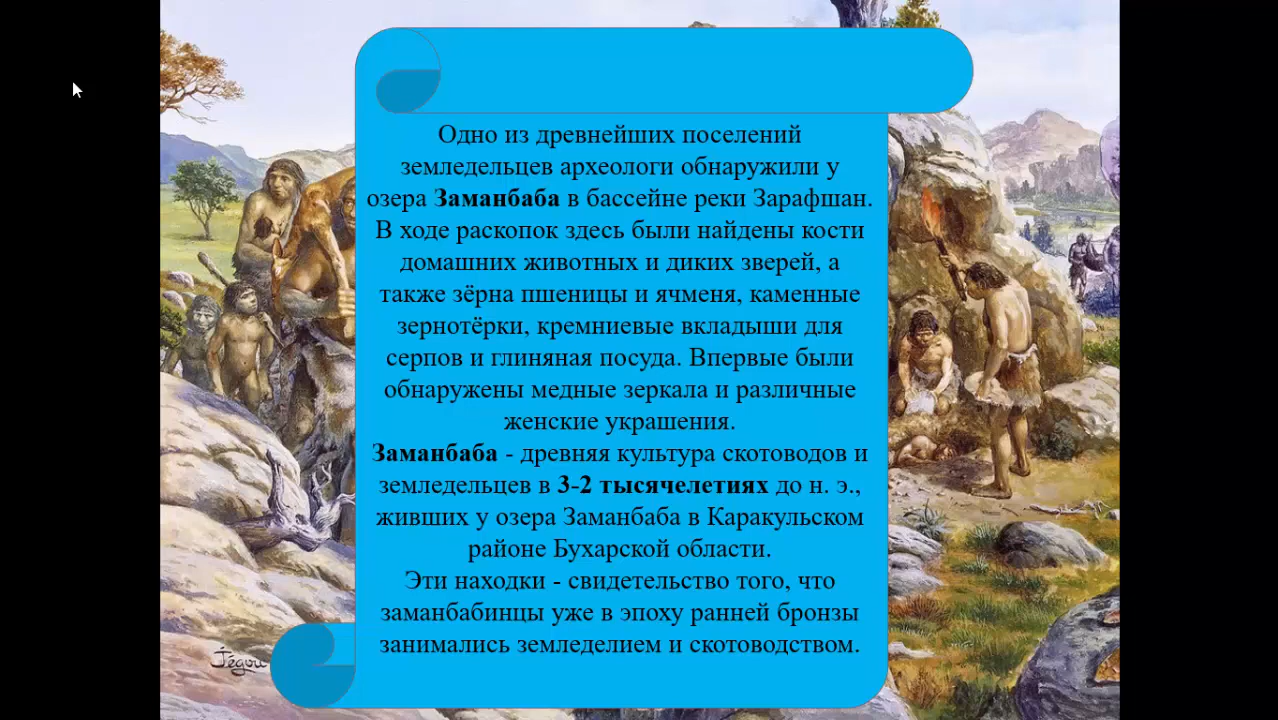 Одно из древнейших поселений
земледельцев археологи обнаружили у
озера Заманбаба в бассейне реки Зарафшан.
В ходе раскопок здесь были найдены кости
домашних животных и диких зверей, а
также зёрна пшеницы и ячменя, каменные
зернотёрки, кремниевые вкладыши для
серпов и глиняная посуда. Впервые были
обнаружены медные зеркала и различные
женские украшения.
Заманбаба - древняя культура скотоводов и
земледельцев в 3-2 тысячелетиях до н. э.,
живших у озера Заманбаба в Каракульском
районе Бухарской области.
Эти находки - свидетельство того, что
заманбабинцы уже в эпоху ранней бронзы
занимались земледелием и скотоводством.
Jégou